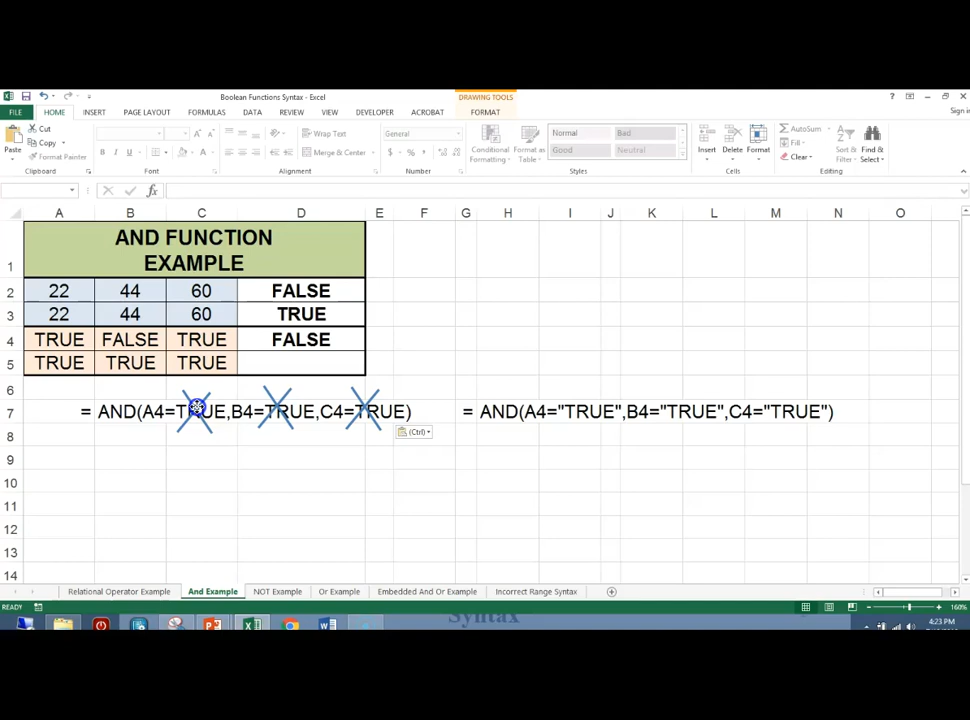 Boolean Functions Syntax - Excel
DRAWING TOOLS
? 
Sign in
FILE HOME INSERT PAGE LAYOUT FORMULAS DATA REVIEW VIEW DEVELOPER ACROBAT FORMAT
Cut
Copy
Format Painter
Paste
Clipboard
B I U
A A
Font
Wrap Text
Merge & Center
Alignment
General
$ % ,
Number
Conditional Formatting
Format as Table
Normal Bad
Good Neutral
Styles
Insert Delete Format
Cells
AutoSum
Fill
Clear
Sort & Filter
Find & Select
Editing
fx
A B C D E F G H I J K L M N O
1 AND FUNCTION
EXAMPLE
2 22 44 60 FALSE
3 22 44 60 TRUE
4 TRUE FALSE TRUE FALSE
5 TRUE TRUE TRUE
6
7 = AND(A4=TRUE,B4=TRUE,C4=TRUE) = AND(A4="TRUE",B4="TRUE",C4="TRUE")
8 (Ctrl)
9
10
11
12
13
14
Relational Operator Example And Example NOT Example Or Example Embedded And Or Example Incorrect Range Syntax
READY 160%
Syntax
4:23 PM